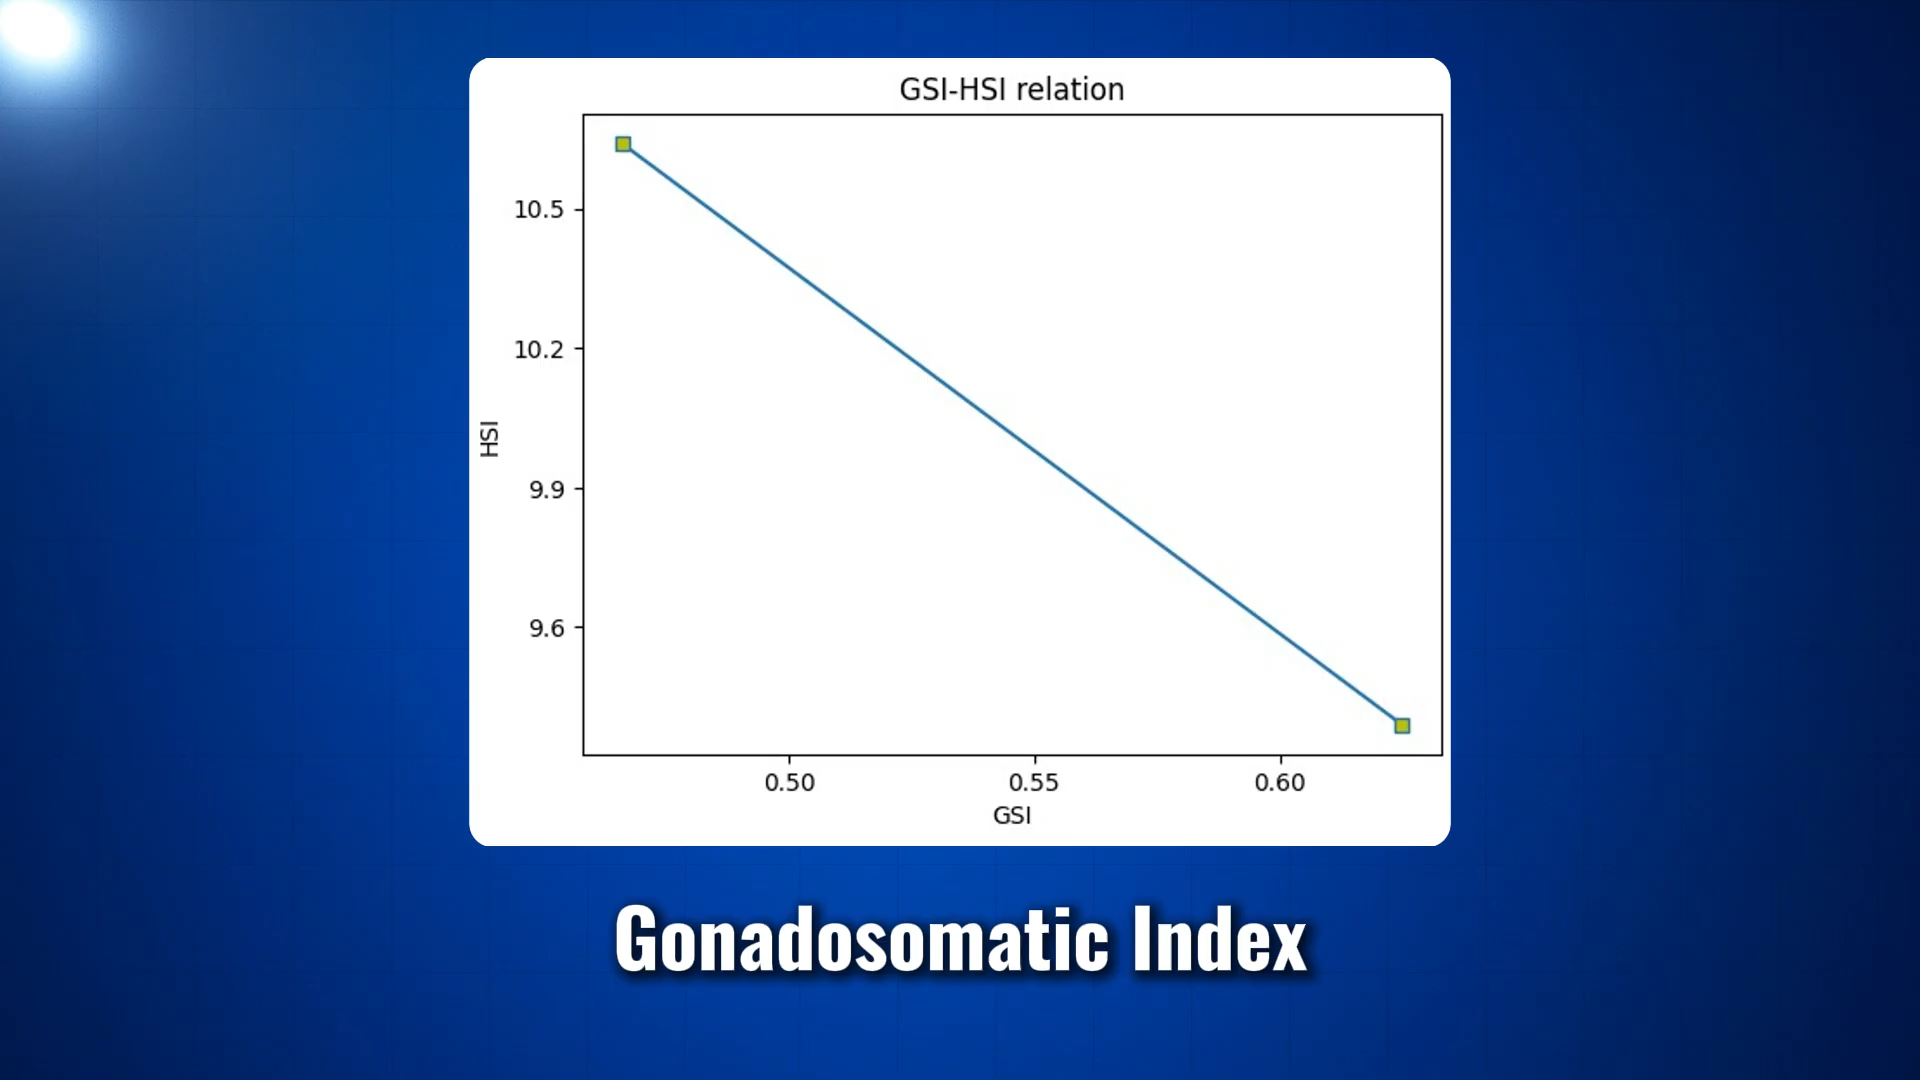 GSI-HSI relation
10.5
10.2
9.9
9.6
HSI
0.50 0.55 0.60
GSI
Gonadosomatic Index